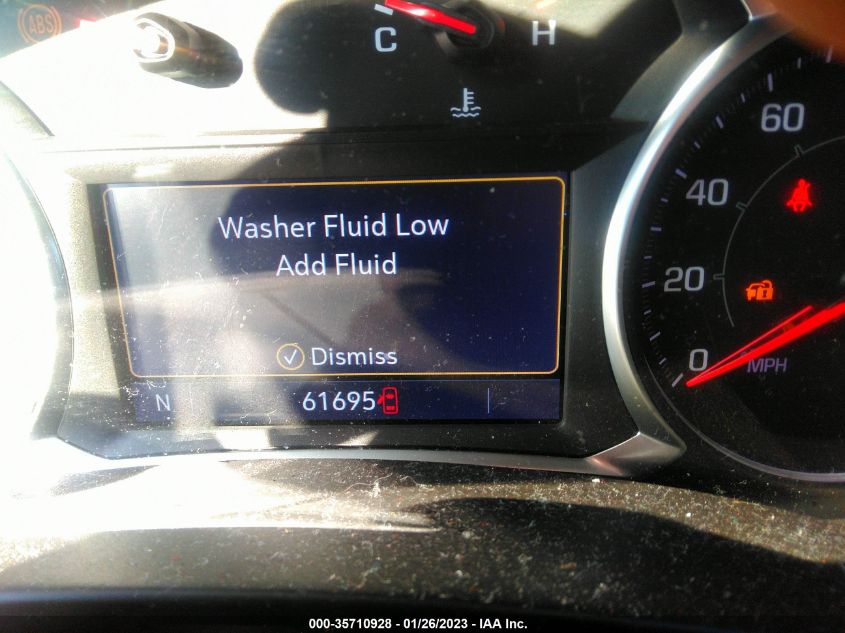 ABS
C
H
60
40
20
0
MPH
Washer Fluid Low
Add Fluid
Dismiss
N
61695
000-35710928 - 01/26/2023 - IAA Inc.